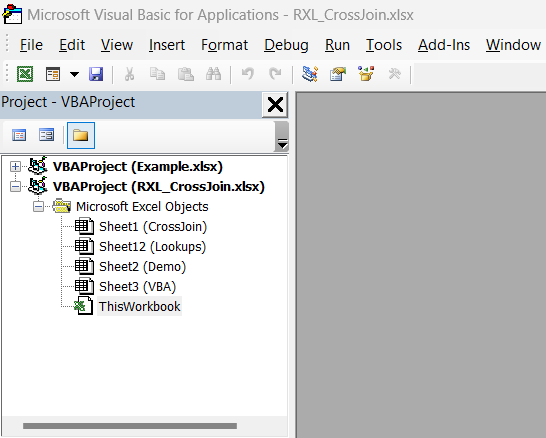 Microsoft Visual Basic for Applications - RXL_CrossJoin.xlsx
File Edit View Insert Format Debug Run Tools Add-Ins Window
Project - VBAProject
VBAProject (Example.xlsx)
VBAProject (RXL_CrossJoin.xlsx)
Microsoft Excel Objects
Sheet1 (CrossJoin)
Sheet12 (Lookups)
Sheet2 (Demo)
Sheet3 (VBA)
ThisWorkbook